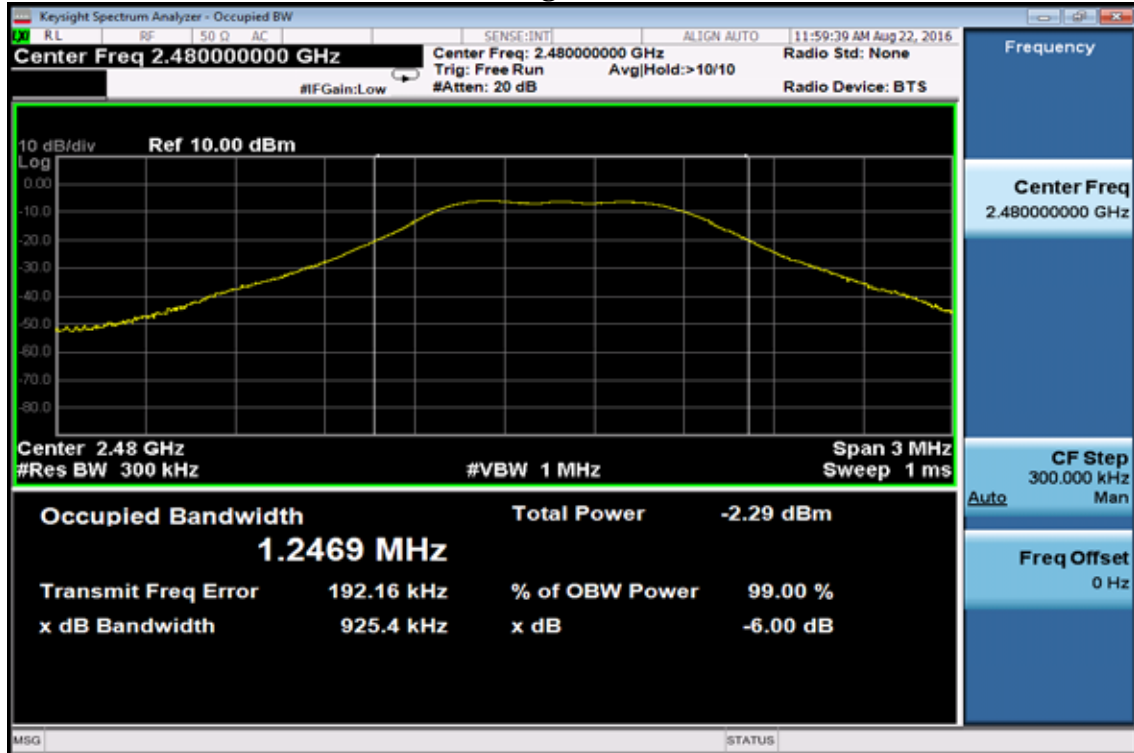 Keysight Spectrum Analyzer - Occupied BW
LXI RL RF 50 Ω AC SENSE:INT ALIGN AUTO 11:59:39 AM Aug 22, 2016
Center Freq 2.480000000 GHz
Center Freq: 2.480000000 GHz Radio Std: None
Trig: Free Run Avg|Hold:>10/10
#IFGain:Low #Atten: 20 dB Radio Device: BTS
10 dB/div Ref 10.00 dBm
Log
0.00
-10.0
-20.0
-30.0
-40.0
-50.0
-60.0
-70.0
-80.0
Center 2.48 GHz Span 3 MHz
#Res BW 300 kHz #VBW 1 MHz Sweep 1 ms
Occupied Bandwidth Total Power -2.29 dBm
1.2469 MHz
Transmit Freq Error 192.16 kHz % of OBW Power 99.00 %
x dB Bandwidth 925.4 kHz x dB -6.00 dB
MSG STATUS
Frequency
Center Freq
2.480000000 GHz
CF Step
300.000 kHz
Auto Man
Freq Offset
0 Hz